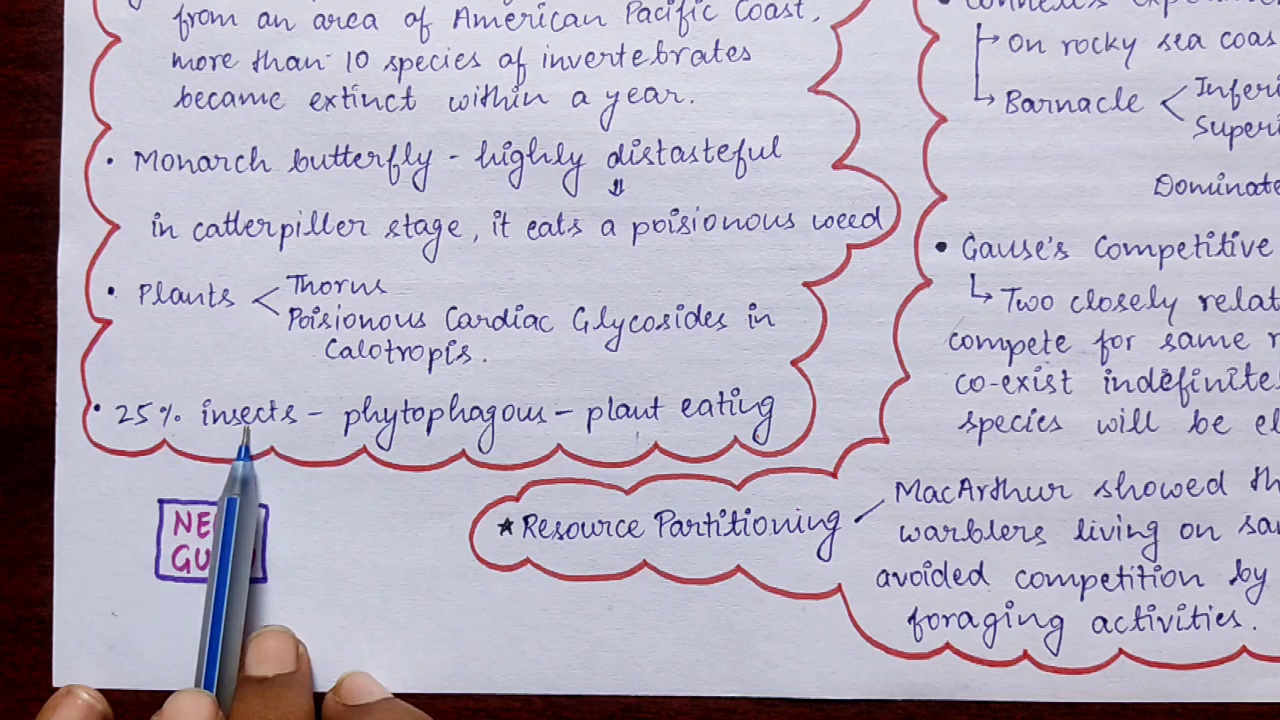 from an area of American Pacific Coast,
more than 10 species of invertebrates
became extinct within a year.
• Monarch butterfly - highly distasteful
in catterpiller stage, it eats a poisionous weed
• Plants < Thorns
Poisionous Cardiac Glycosides in
Calotropis.
• 25% insects - phytophagous - plant eating
On rocky sea coas
Barnacle < Inferi
Superi
Dominate
• Gause's Competitive
Two closely relat
compete for same r
co-exist indefinite
species will be el
★ Resource Partitioning
MacArthur showed th
warblers living on sa
avoided competition by
foraging activities.